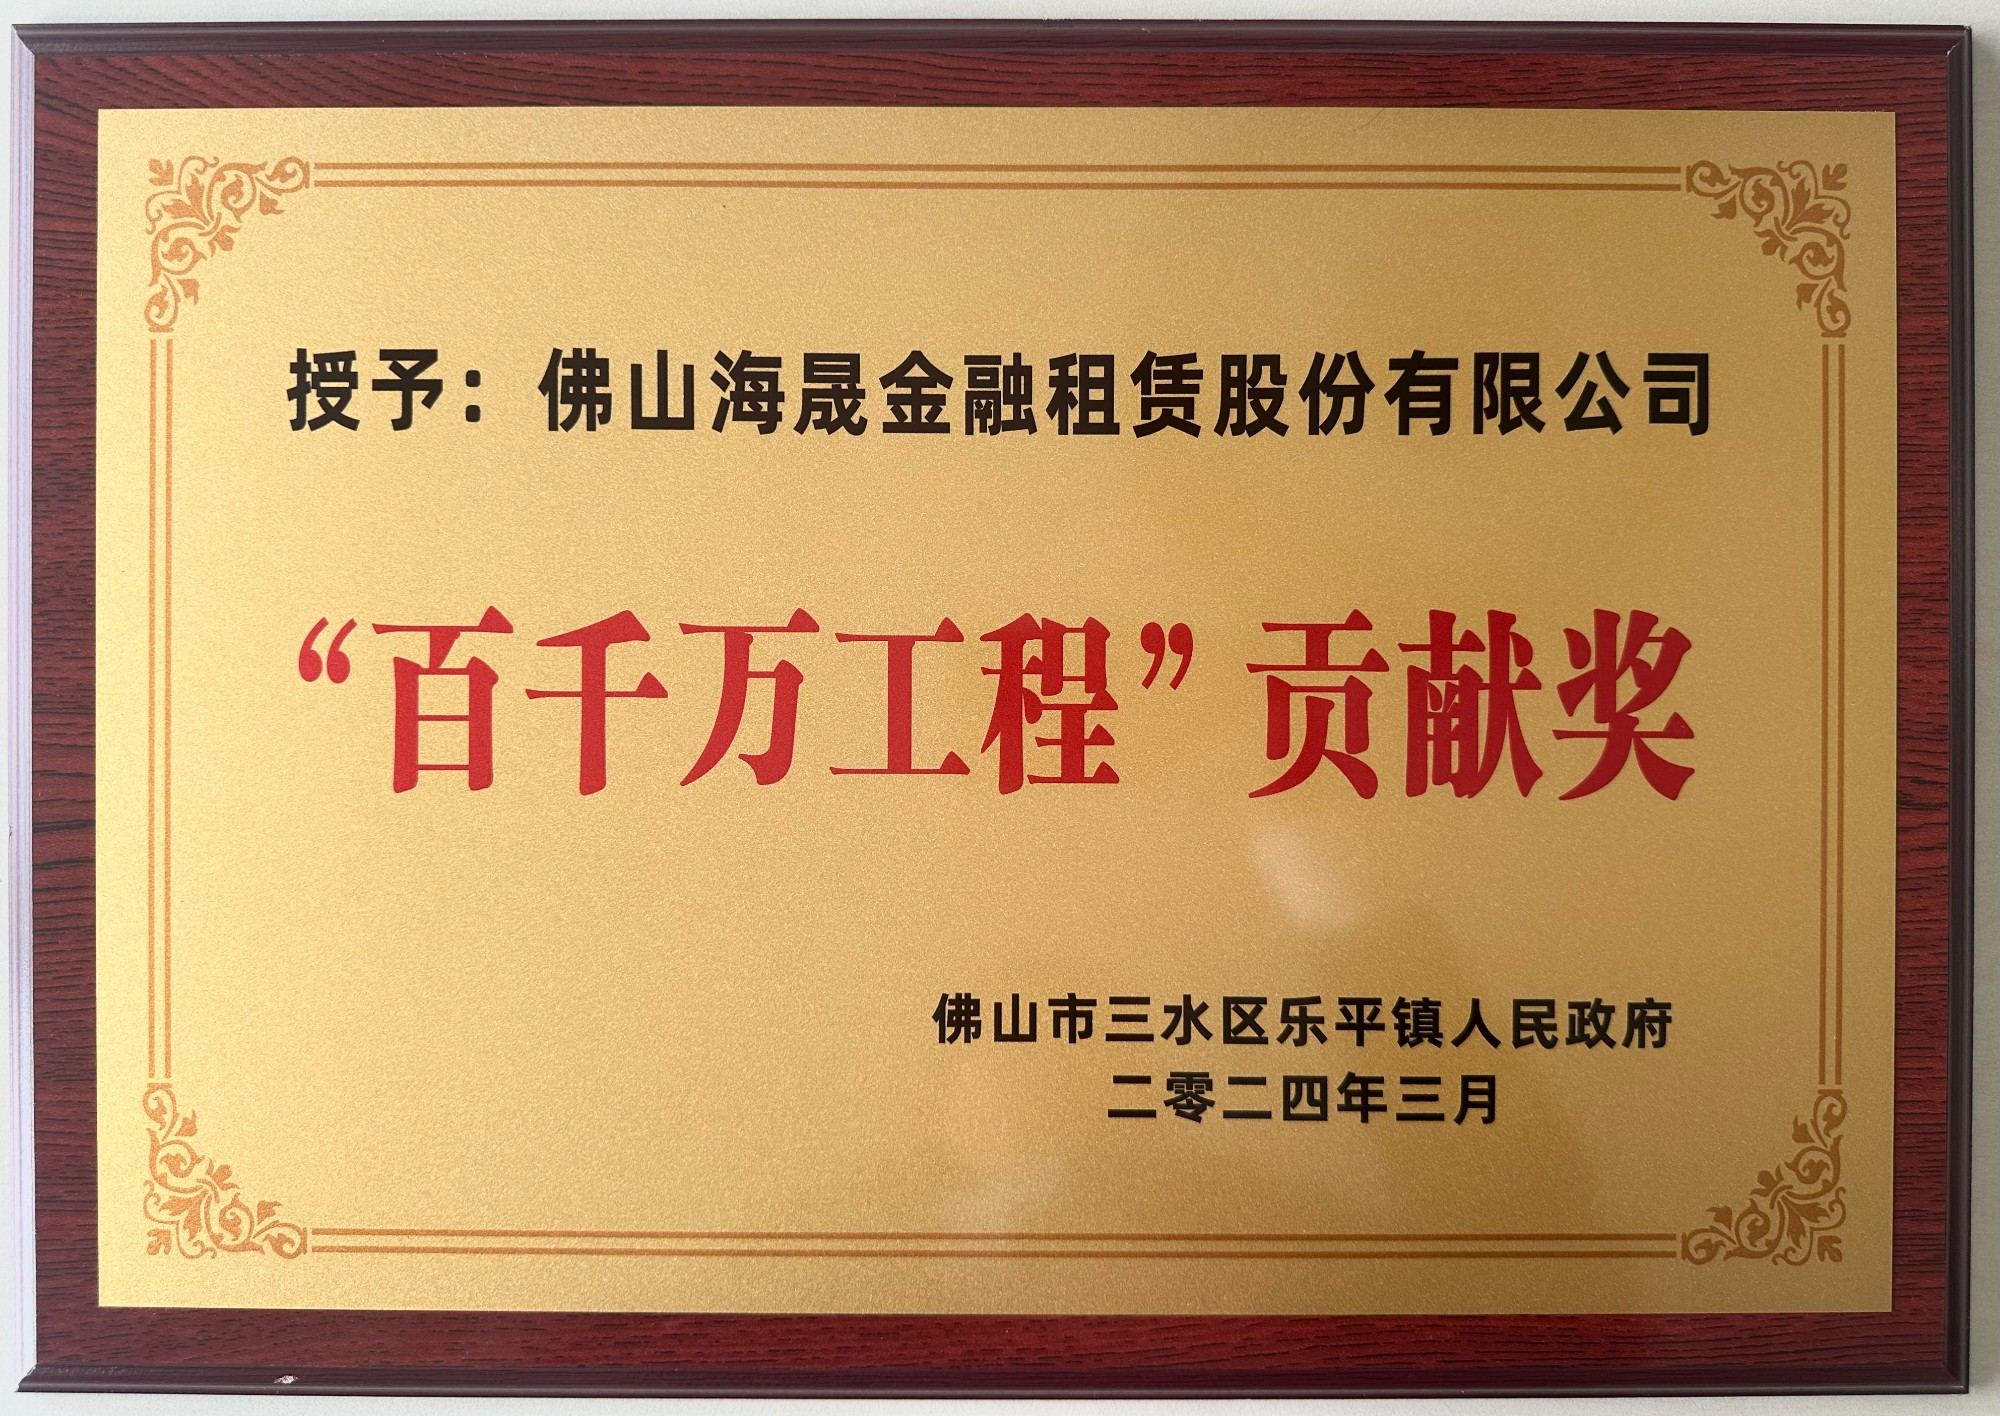 授予：佛山海晟金融租赁股份有限公司
“百千万工程”贡献奖
佛山市三水区乐平镇人民政府
二零二四年三月